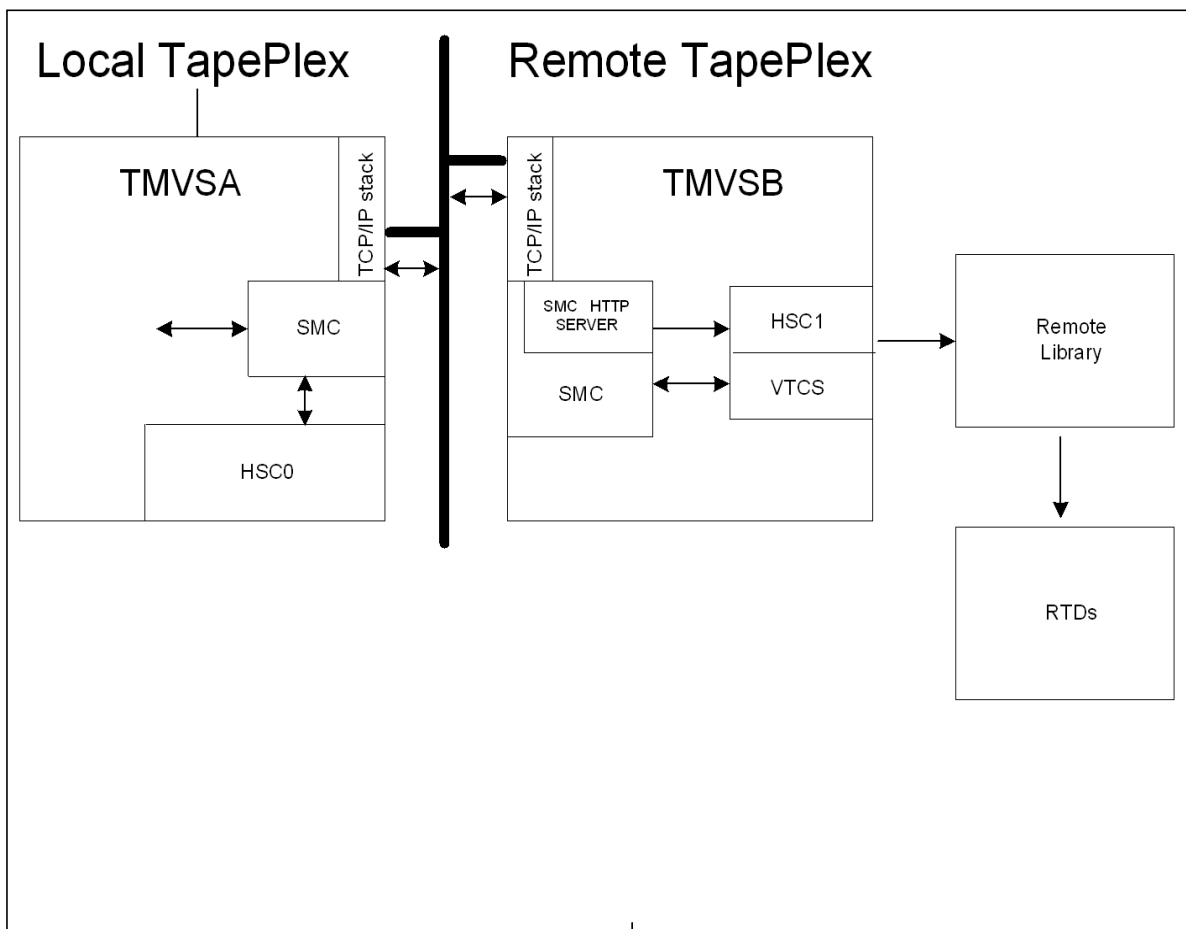 Local TapePlex
Remote TapePlex
TMVSA
TCP/IP stack
SMC
HSC0
TCP/IP stack
TMVSB
SMC HTTP
SERVER
SMC
HSC1
VTCS
Remote
Library
RTDs